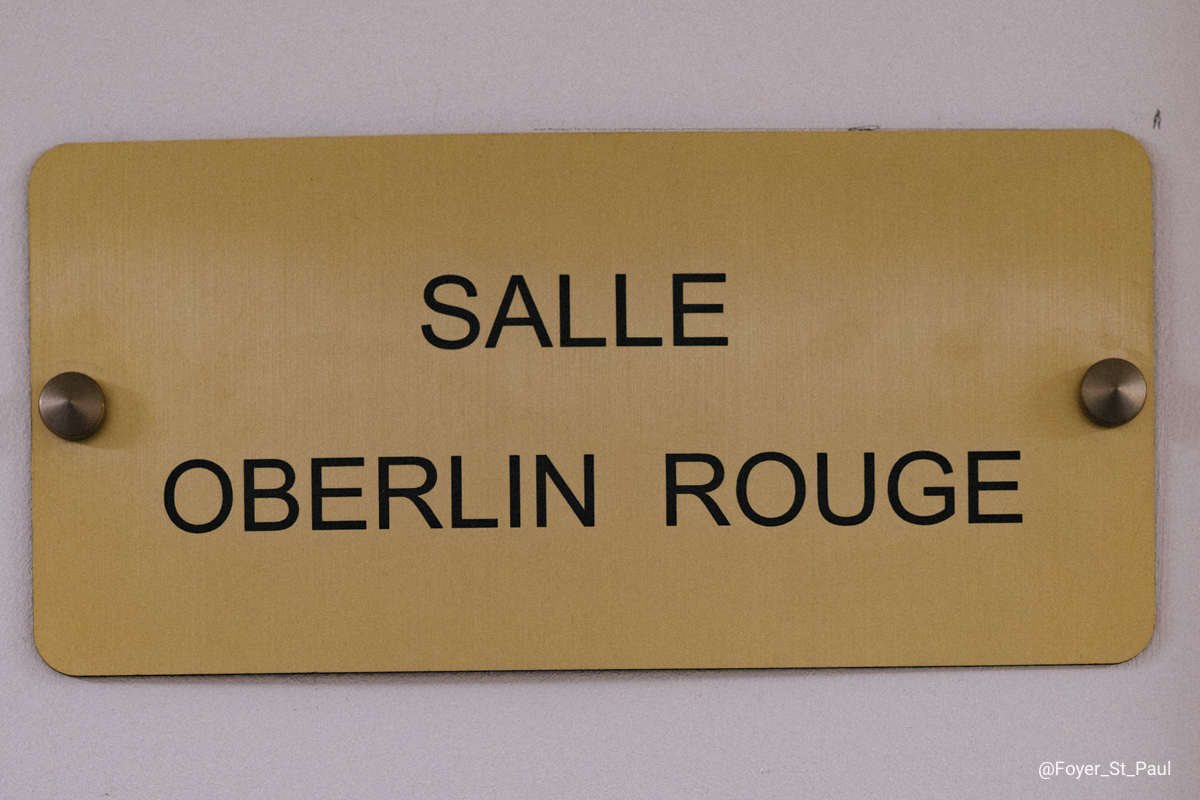 SALLE
OBERLIN ROUGE
@Foyer_St_Paul